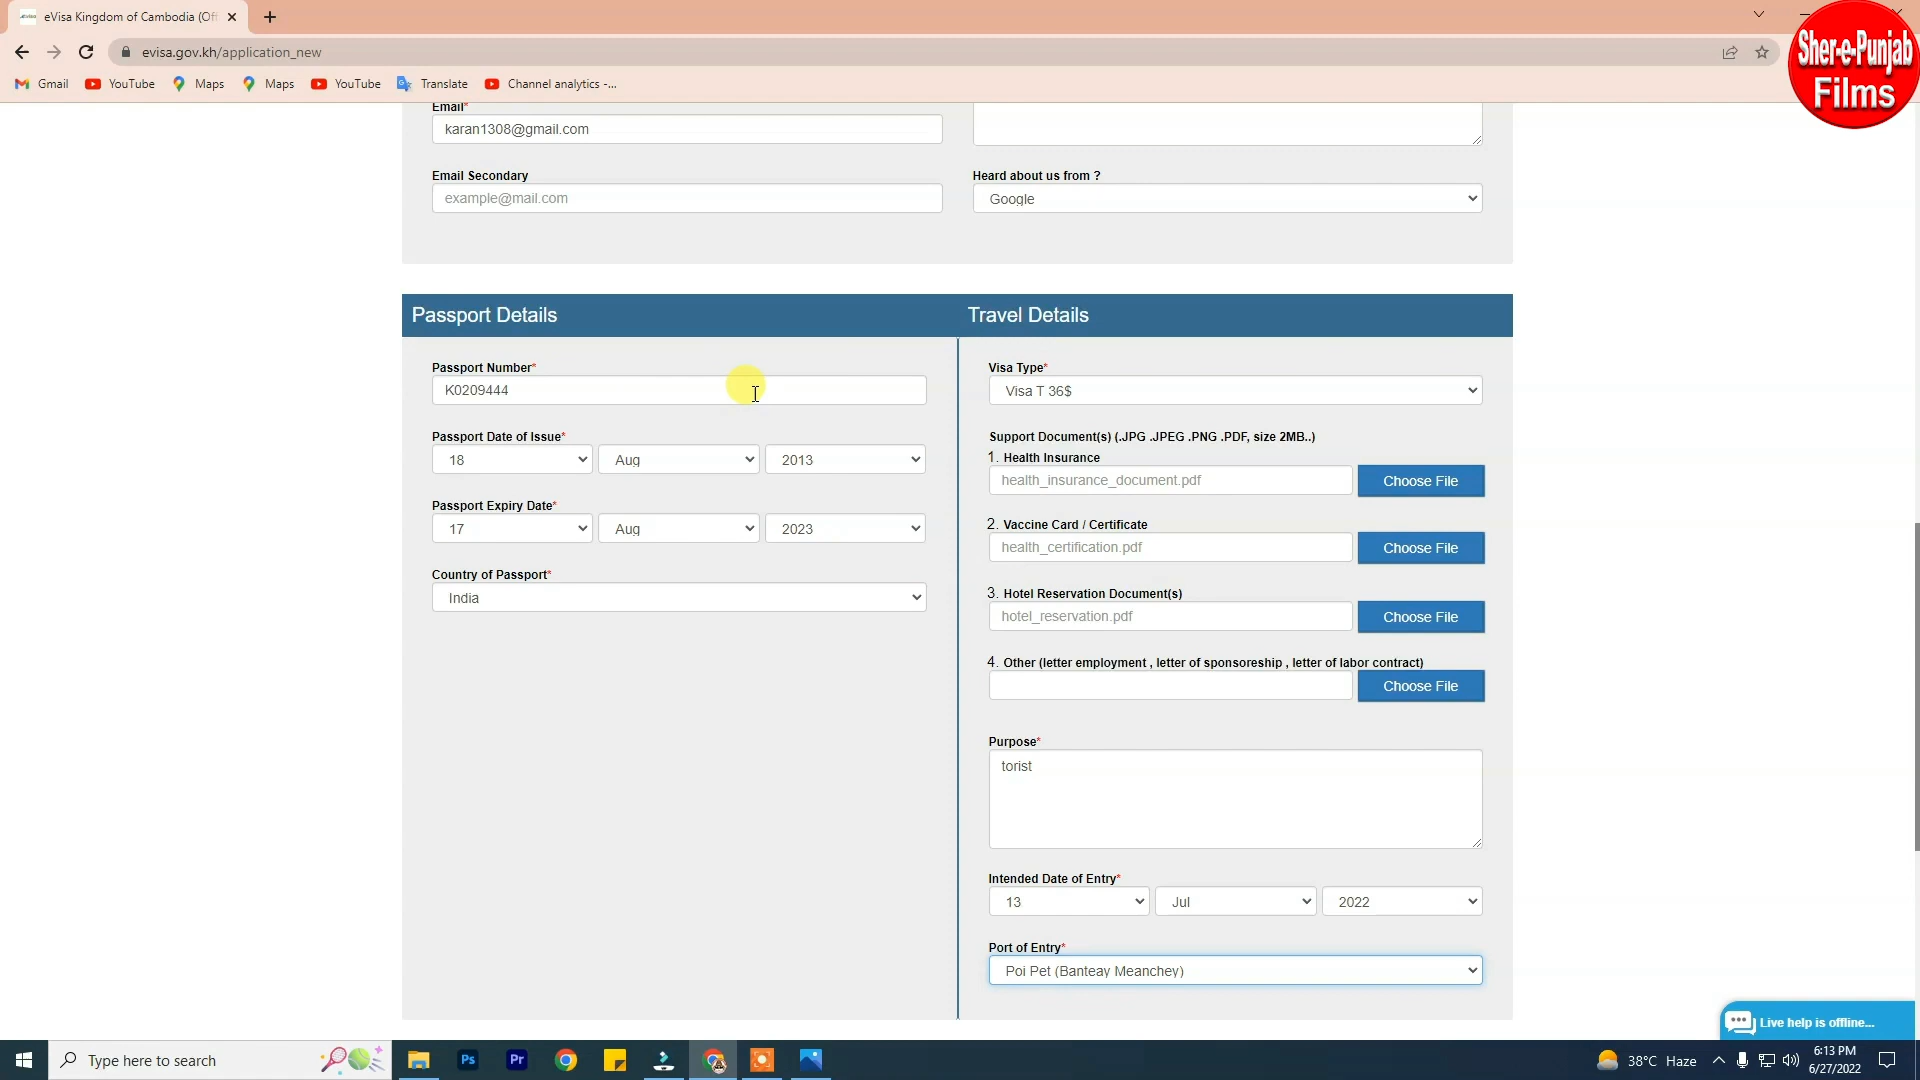 eVisa Kingdom of Cambodia (Off
evisa.gov.kh/application_new
Gmail YouTube Maps Maps YouTube Translate Channel analytics -...
Sher-e-Punjab
Films
Email*
karan1308@gmail.com
Email Secondary
example@mail.com
Heard about us from ?
Google
Passport Details
Travel Details
Passport Number*
K0209444
Passport Date of Issue*
18 Aug 2013
Passport Expiry Date*
17 Aug 2023
Country of Passport*
India
Visa Type*
Visa T 36$
Support Document(s) (.JPG .JPEG .PNG .PDF, size 2MB..)
1. Health Insurance
health_insurance_document.pdf Choose File
2. Vaccine Card / Certificate
health_certification.pdf Choose File
3. Hotel Reservation Document(s)
hotel_reservation.pdf Choose File
4. Other (letter employment , letter of sponsoreship , letter of labor contract)
Choose File
Purpose*
torist
Intended Date of Entry*
13 Jul 2022
Port of Entry*
Poi Pet (Banteay Meanchey)
Live help is offline...
Type here to search
Ps Pr
38°C Haze
6:13 PM
6/27/2022